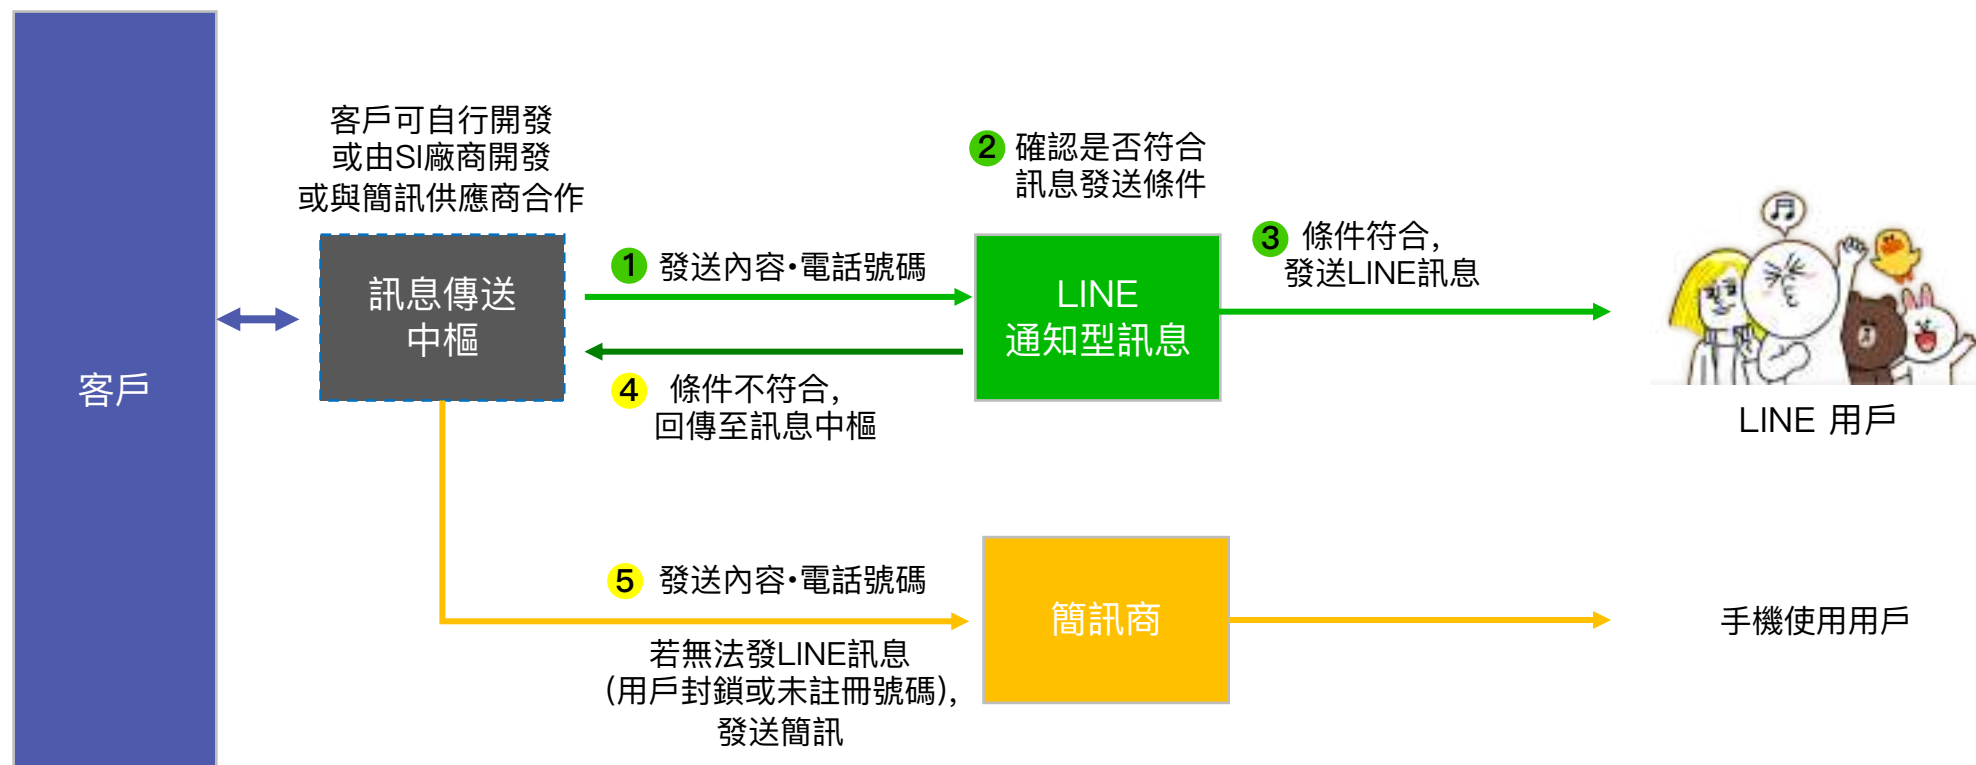 客戶
客戶可自行開發
或由SI廠商開發
或與簡訊供應商合作
訊息傳送
中樞
1 發送內容•電話號碼
2 確認是否符合
訊息發送條件
LINE
通知型訊息
3 條件符合，
發送LINE訊息
LINE 用戶
4 條件不符合，
回傳至訊息中樞
5 發送內容•電話號碼
若無法發LINE訊息
(用戶封鎖或未註冊號碼)，
發送簡訊
簡訊商
手機使用用戶